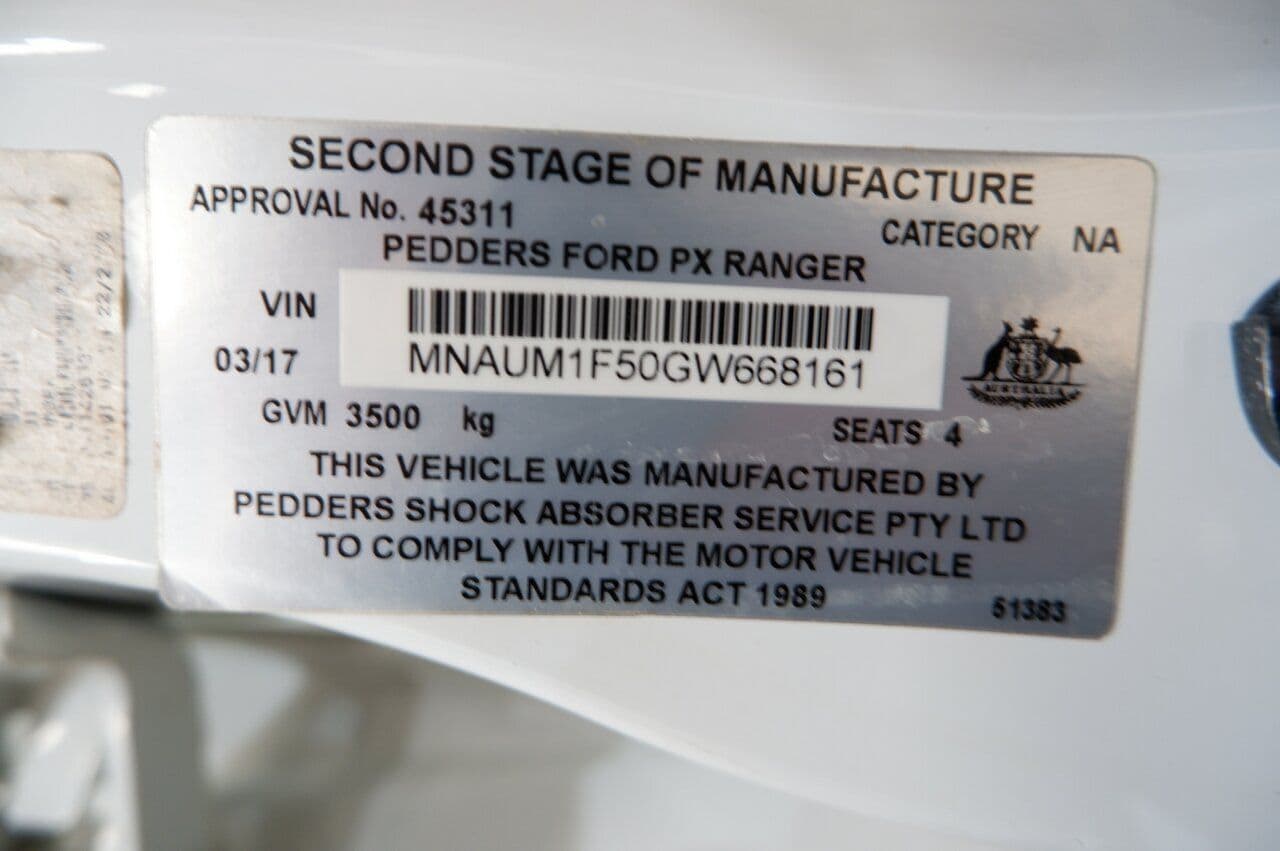 SECOND STAGE OF MANUFACTURE
APPROVAL No. 45311
CATEGORY NA
PEDDERS FORD PX RANGER
VIN
MNAUM1F50GW668161
03/17
AUSTRALIA
GVM 3500 kg
SEATS 4
THIS VEHICLE WAS MANUFACTURED BY
PEDDERS SHOCK ABSORBER SERVICE PTY LTD
TO COMPLY WITH THE MOTOR VEHICLE
STANDARDS ACT 1989
51383